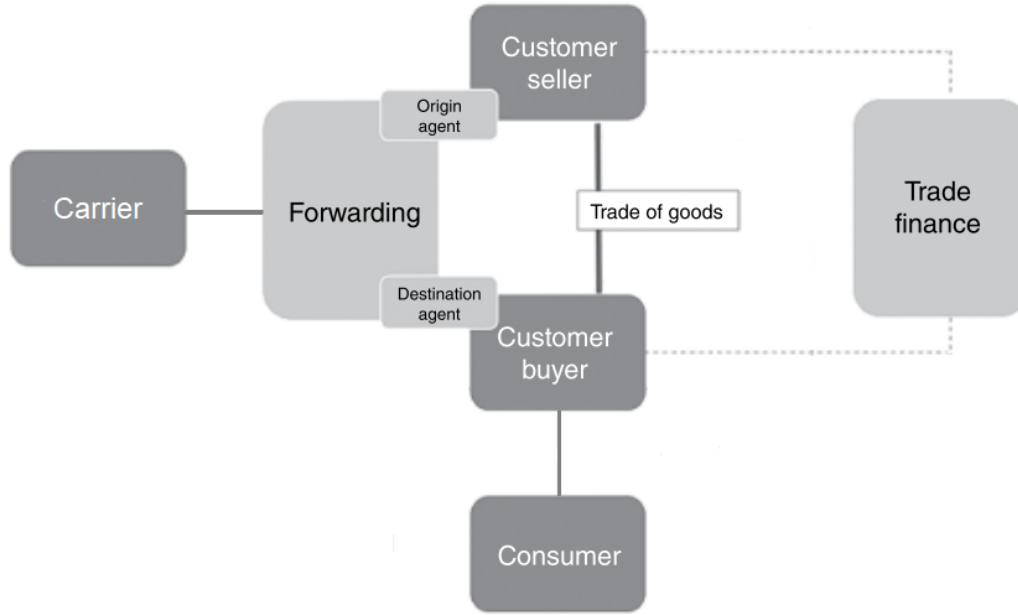 Customer
seller
Origin
agent
Carrier
Forwarding
Trade of goods
Trade
finance
Destination
agent
Customer
buyer
Consumer